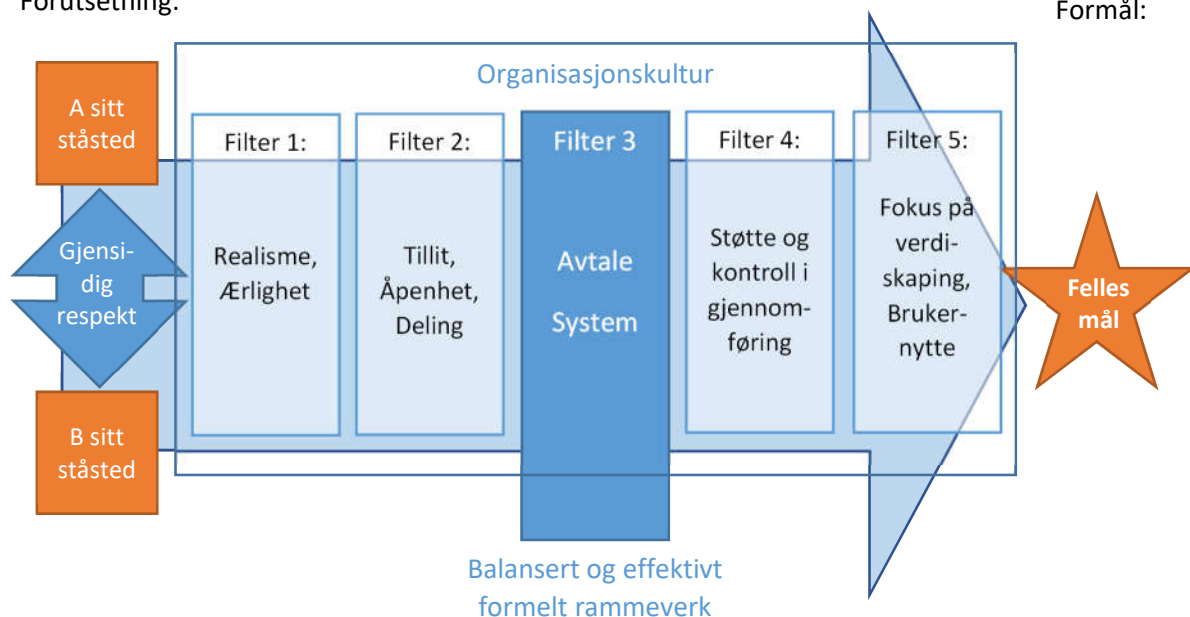 Forutsetning:
Formål:
Organisasjonskultur
A sitt
ståsted
Gjensi-
dig
respekt
B sitt
ståsted
Filter 1:
Realisme,
Ærlighet
Filter 2:
Tillit,
Åpenhet,
Deling
Filter 3
Avtale
System
Filter 4:
Støtte og
kontroll i
gjennom-
føring
Filter 5:
Fokus på
verdi-
skaping,
Bruker-
nytte
Felles
mål
Balansert og effektivt
formelt rammeverk